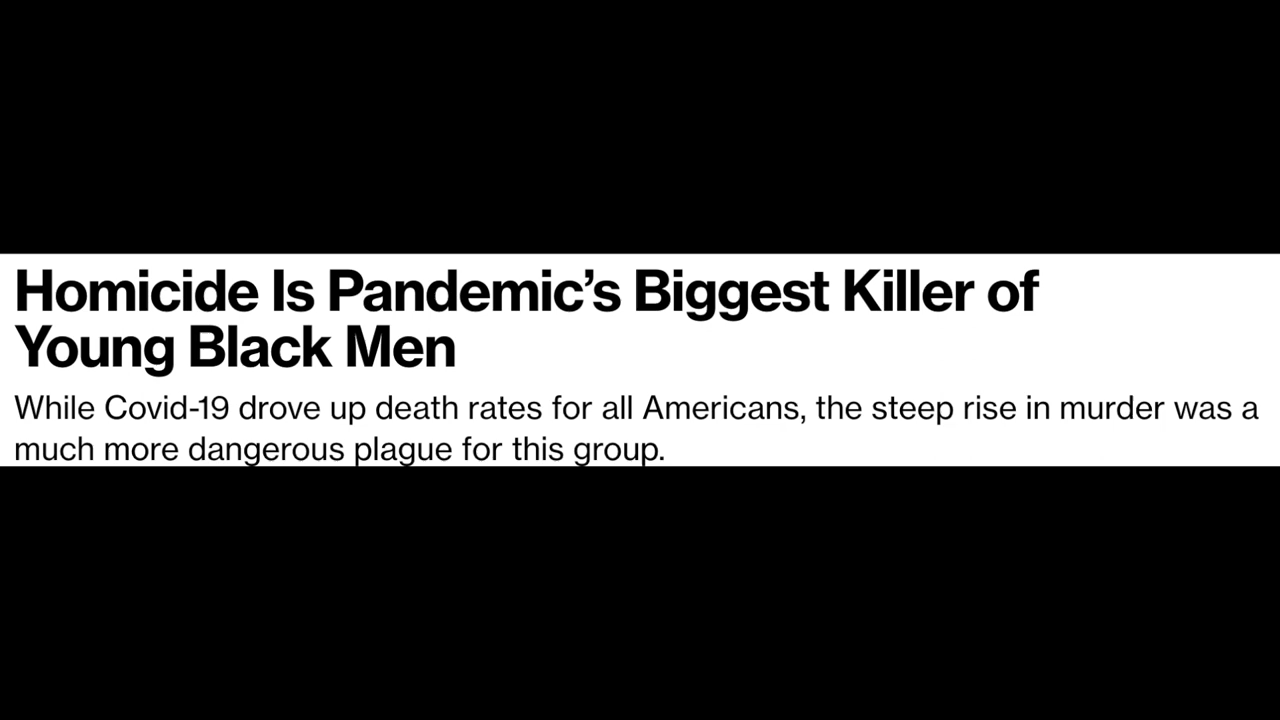 Homicide Is Pandemic’s Biggest Killer of
Young Black Men
While Covid-19 drove up death rates for all Americans, the steep rise in murder was a
much more dangerous plague for this group.